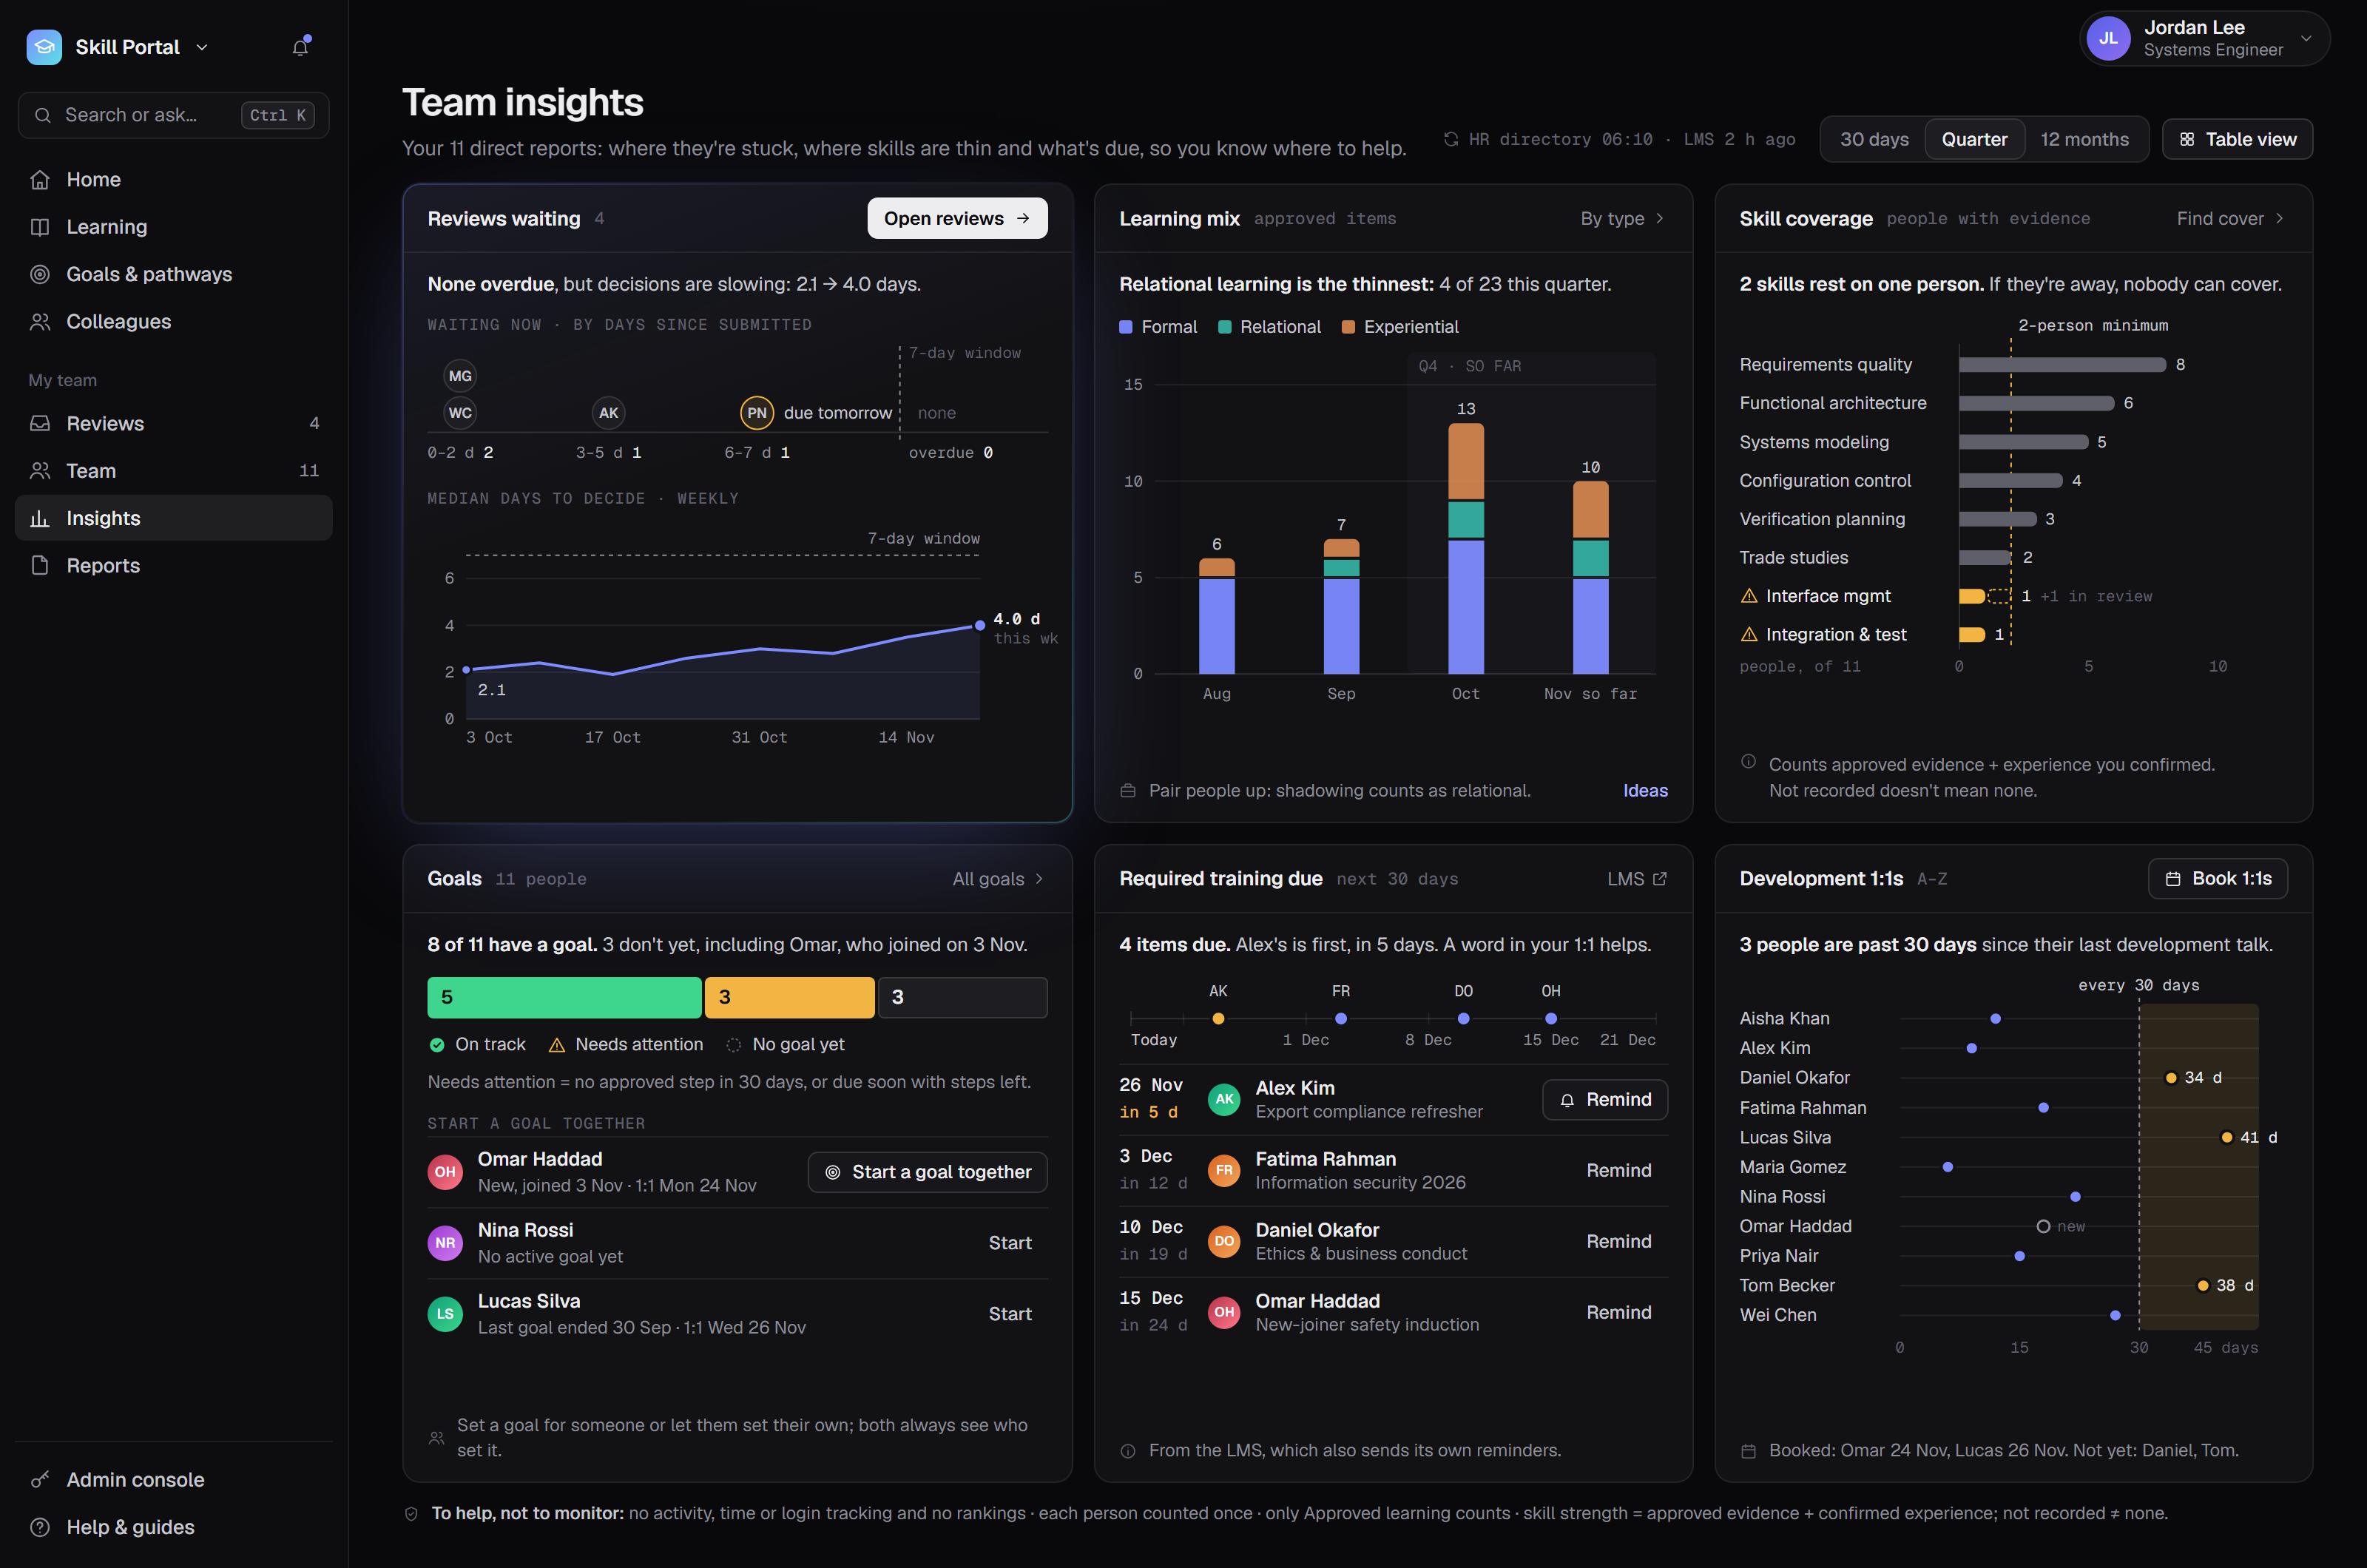 Skill Portal
Search or ask...
Ctrl K
Home
Learning
Goals & pathways
Colleagues
My team
Reviews 4
Team 11
Insights
Reports
Admin console
Help & guides
JL
Jordan Lee
Systems Engineer
Team insights
Your 11 direct reports: where they're stuck, where skills are thin and what's due, so you know where to help.
HR directory 06:10 · LMS 2 h ago
30 days
Quarter
12 months
Table view
Reviews waiting 4
Open reviews
None overdue, but decisions are slowing: 2.1 → 4.0 days.
WAITING NOW · BY DAYS SINCE SUBMITTED
7-day window
MG
WC
AK
PN
due tomorrow
none
0-2 d 2
3-5 d 1
6-7 d 1
overdue 0
MEDIAN DAYS TO DECIDE · WEEKLY
7-day window
6
4
2
0
2.1
4.0 d
this wk
3 Oct
17 Oct
31 Oct
14 Nov
Learning mix approved items
By type
Relational learning is the thinnest: 4 of 23 this quarter.
Formal
Relational
Experiential
Q4 · SO FAR
15
10
5
0
6
7
13
10
Aug
Sep
Oct
Nov so far
Pair people up: shadowing counts as relational.
Ideas
Skill coverage people with evidence
Find cover
2 skills rest on one person. If they're away, nobody can cover.
2-person minimum
Requirements quality 8
Functional architecture 6
Systems modeling 5
Configuration control 4
Verification planning 3
Trade studies 2
Interface mgmt 1 +1 in review
Integration & test 1
people, of 11
0
5
10
Counts approved evidence + experience you confirmed.
Not recorded doesn't mean none.
Goals 11 people
All goals
8 of 11 have a goal. 3 don't yet, including Omar, who joined on 3 Nov.
5
3
3
On track
Needs attention
No goal yet
Needs attention = no approved step in 30 days, or due soon with steps left.
START A GOAL TOGETHER
OH
Omar Haddad
New, joined 3 Nov · 1:1 Mon 24 Nov
Start a goal together
NR
Nina Rossi
No active goal yet
Start
LS
Lucas Silva
Last goal ended 30 Sep · 1:1 Wed 26 Nov
Start
Set a goal for someone or let them set their own; both always see who
set it.
Required training due next 30 days
LMS
4 items due. Alex's is first, in 5 days. A word in your 1:1 helps.
AK
FR
DO
OH
Today
1 Dec
8 Dec
15 Dec
21 Dec
26 Nov
in 5 d
AK
Alex Kim
Export compliance refresher
Remind
3 Dec
in 12 d
FR
Fatima Rahman
Information security 2026
Remind
10 Dec
in 19 d
DO
Daniel Okafor
Ethics & business conduct
Remind
15 Dec
in 24 d
OH
Omar Haddad
New-joiner safety induction
Remind
From the LMS, which also sends its own reminders.
Development 1:1s A-Z
Book 1:1s
3 people are past 30 days since their last development talk.
every 30 days
Aisha Khan
Alex Kim
Daniel Okafor 34 d
Fatima Rahman
Lucas Silva 41 d
Maria Gomez
Nina Rossi
Omar Haddad new
Priya Nair
Tom Becker 38 d
Wei Chen
0
15
30
45 days
Booked: Omar 24 Nov, Lucas 26 Nov. Not yet: Daniel, Tom.
To help, not to monitor: no activity, time or login tracking and no rankings · each person counted once · only Approved learning counts · skill strength = approved evidence + confirmed experience; not recorded ≠ none.